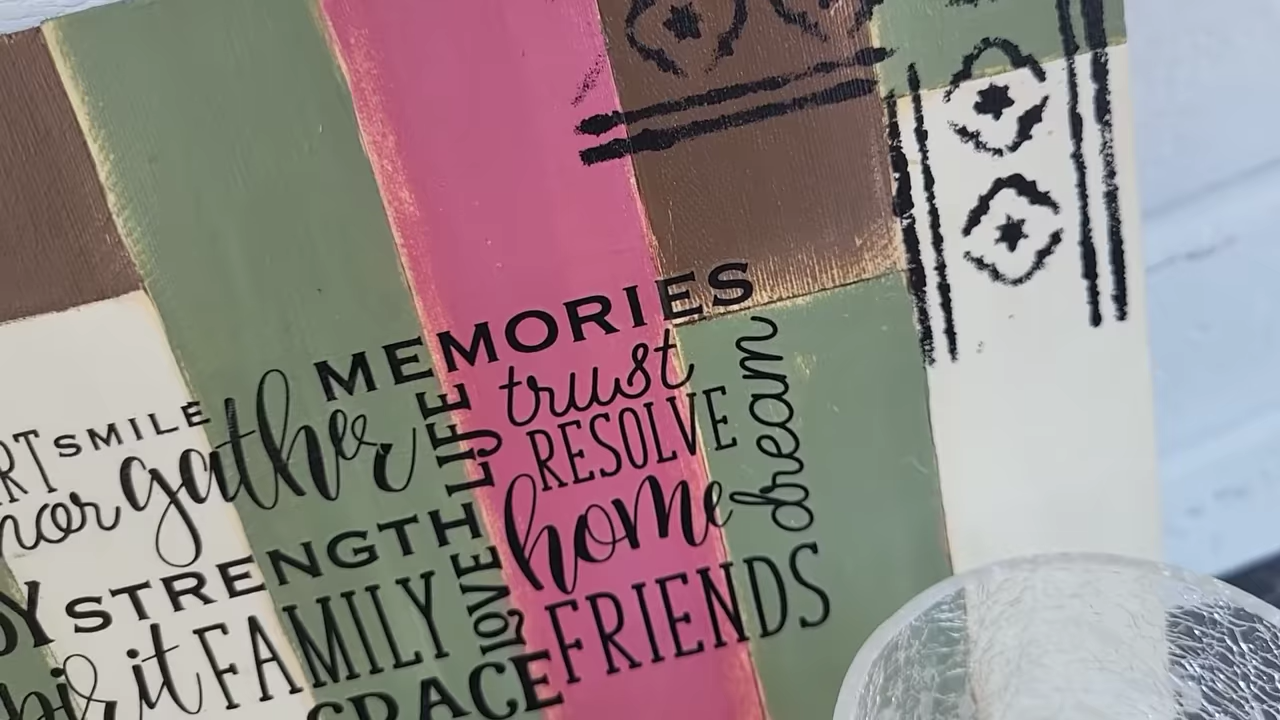 MEMORIES
SMILE
gather
LIFE
trust
RESOLVE
dream
STRENGTH
home
FAMILY
LOVE
FRIENDS
GRACE